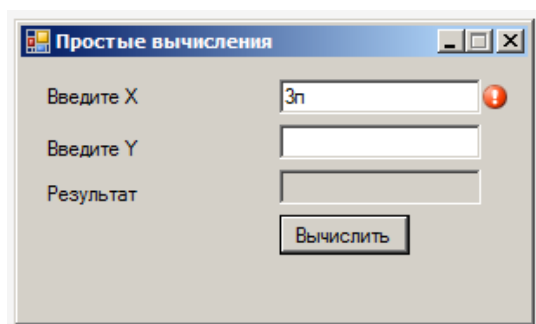 Простые вычисления
Введите X
3п
Введите Y
Результат
Вычислить